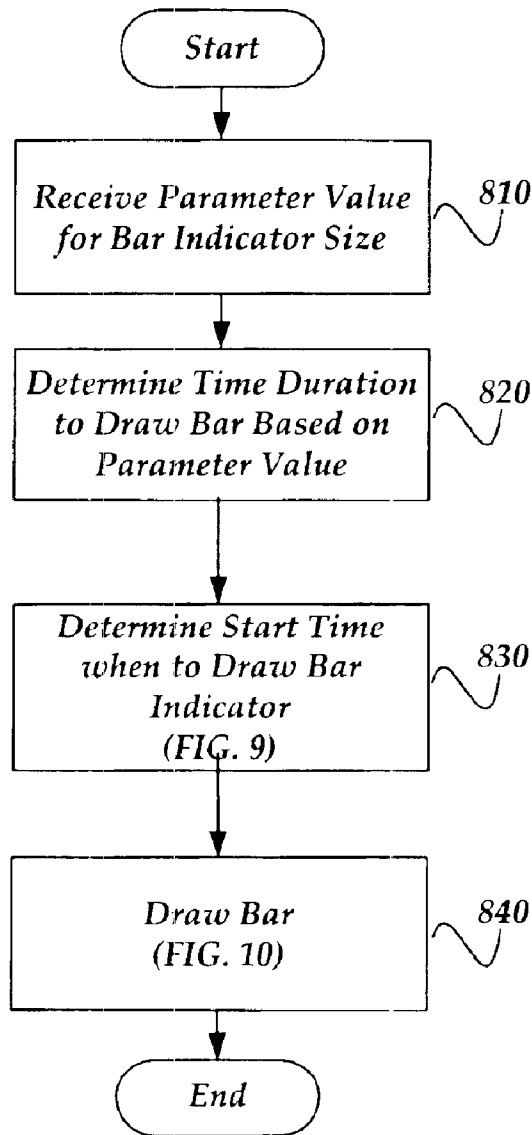 Start
Receive Parameter Value
for Bar Indicator Size
810
Determine Time Duration
to Draw Bar Based on
Parameter Value
820
Determine Start Time
when to Draw Bar
Indicator
(FIG. 9)
830
Draw Bar
(FIG. 10)
840
End